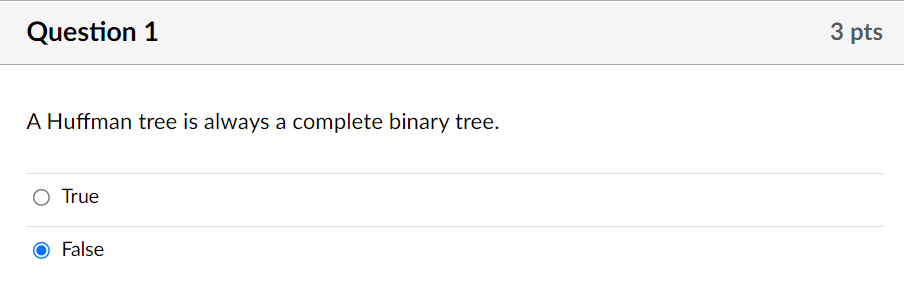 Question 1 3 pts
A Huffman tree is always a complete binary tree.
True
False